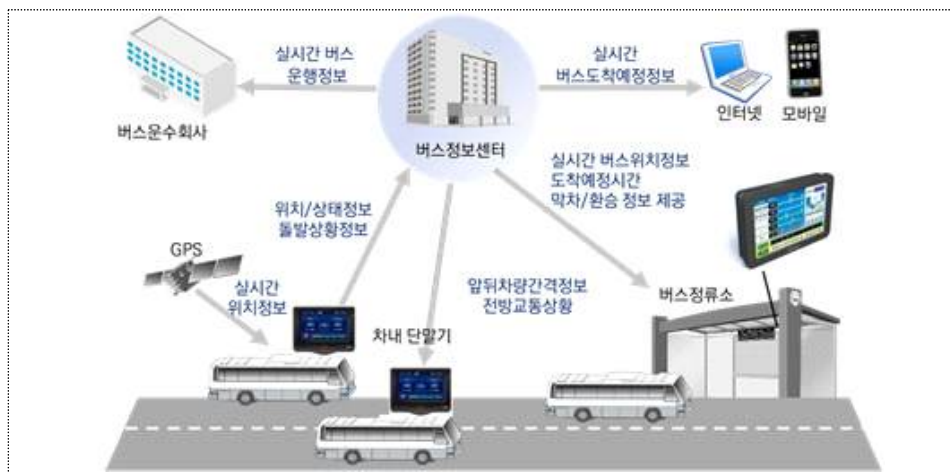 실시간 버스
운행정보
실시간
버스도착예정정보
버스운수회사
버스정보센터
인터넷
모바일
실시간 버스위치정보
도착예정시간
막차/환승 정보 제공
위치/상태정보
돌발상황정보
GPS
실시간
위치정보
앞뒤차량간격정보
전방교통상황
버스정류소
차내 단말기